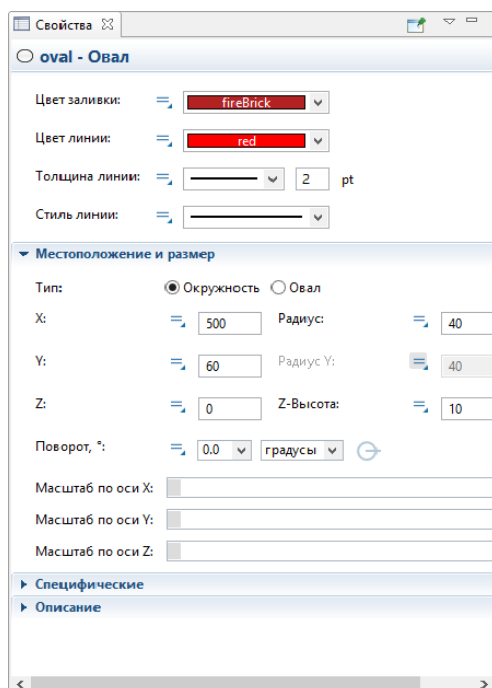 Свойства
oval - Овал
Цвет заливки: fireBrick
Цвет линии: red
Толщина линии: 2 pt
Стиль линии:
Местоположение и размер
Тип: Окружность Овал
X: 500 Радиус: 40
Y: 60 Радиус Y: 40
Z: 0 Z-Высота: 10
Поворот, °: 0.0 градусы
Масштаб по оси X:
Масштаб по оси Y:
Масштаб по оси Z:
Специфические
Описание